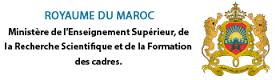 ROYAUME DU MAROC
Ministère de l'Enseignement Supérieur, de
la Recherche Scientifique et de la Formation
des cadres.